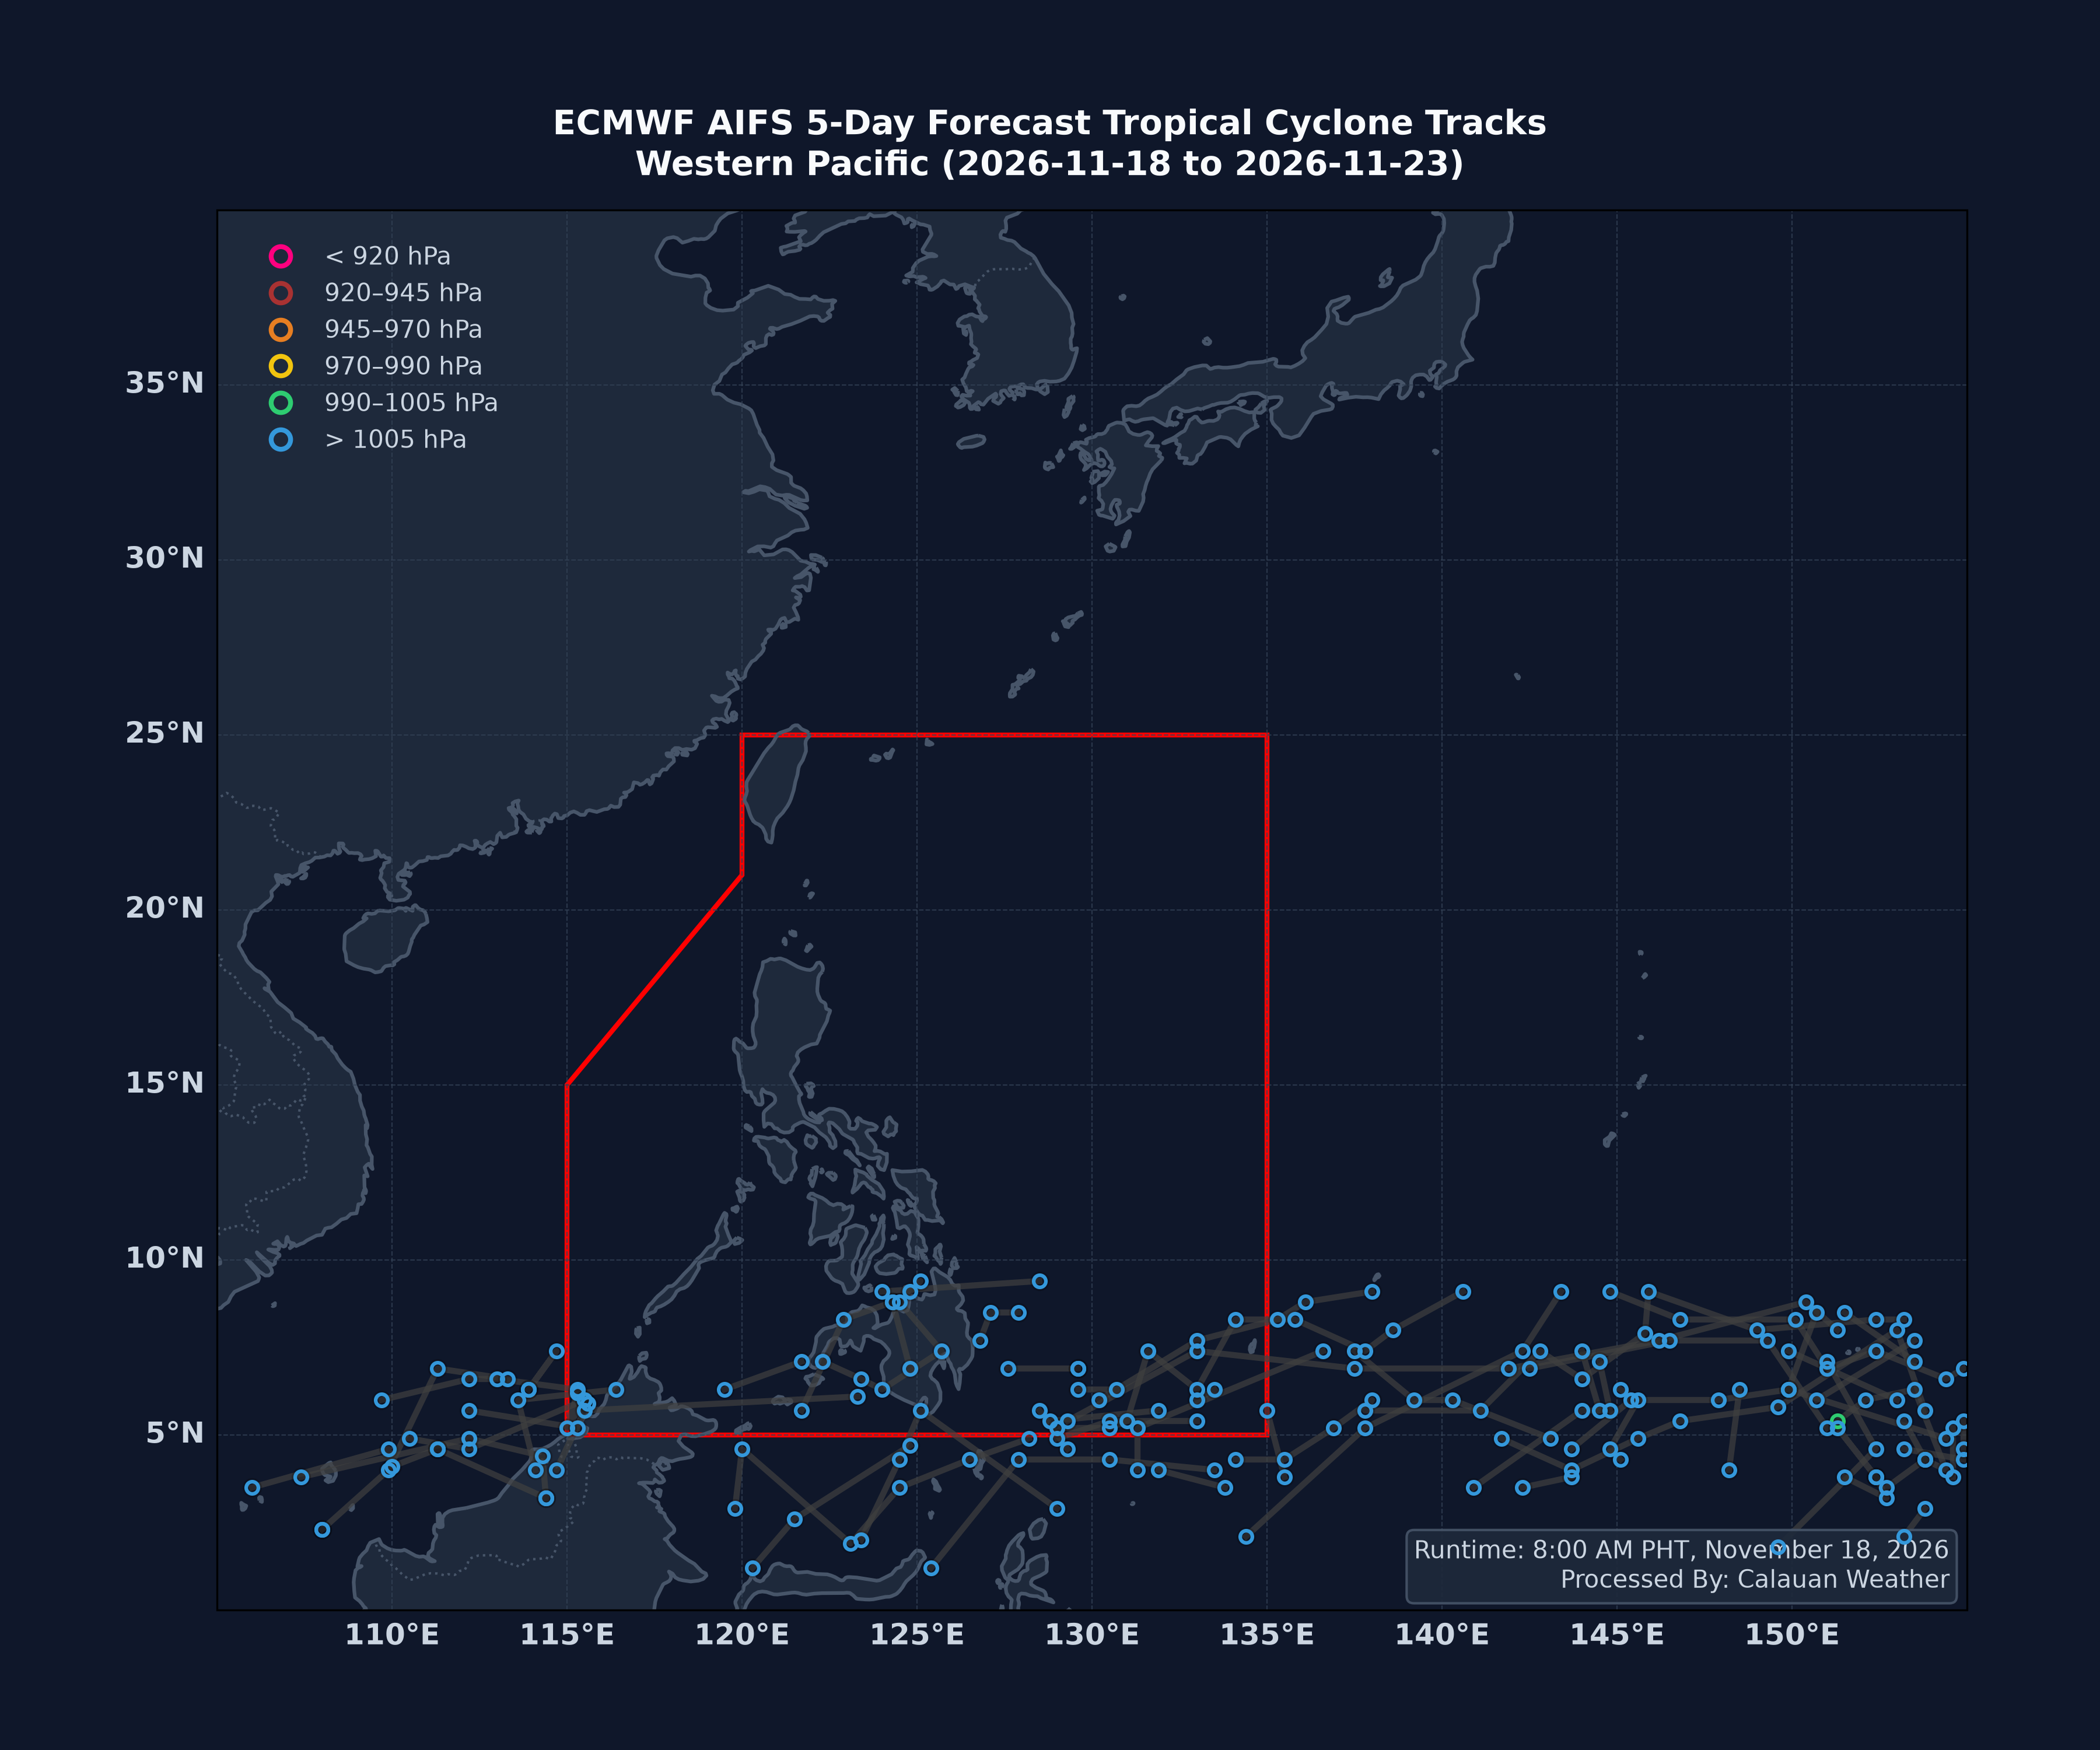 ECMWF AIFS 5-Day Forecast Tropical Cyclone Tracks
Western Pacific (2026-11-18 to 2026-11-23)
< 920 hPa
920–945 hPa
945–970 hPa
970–990 hPa
990–1005 hPa
> 1005 hPa
35°N
30°N
25°N
20°N
15°N
10°N
5°N
Runtime: 8:00 AM PHT, November 18, 2026
Processed By: Calauan Weather
110°E
115°E
120°E
125°E
130°E
135°E
140°E
145°E
150°E